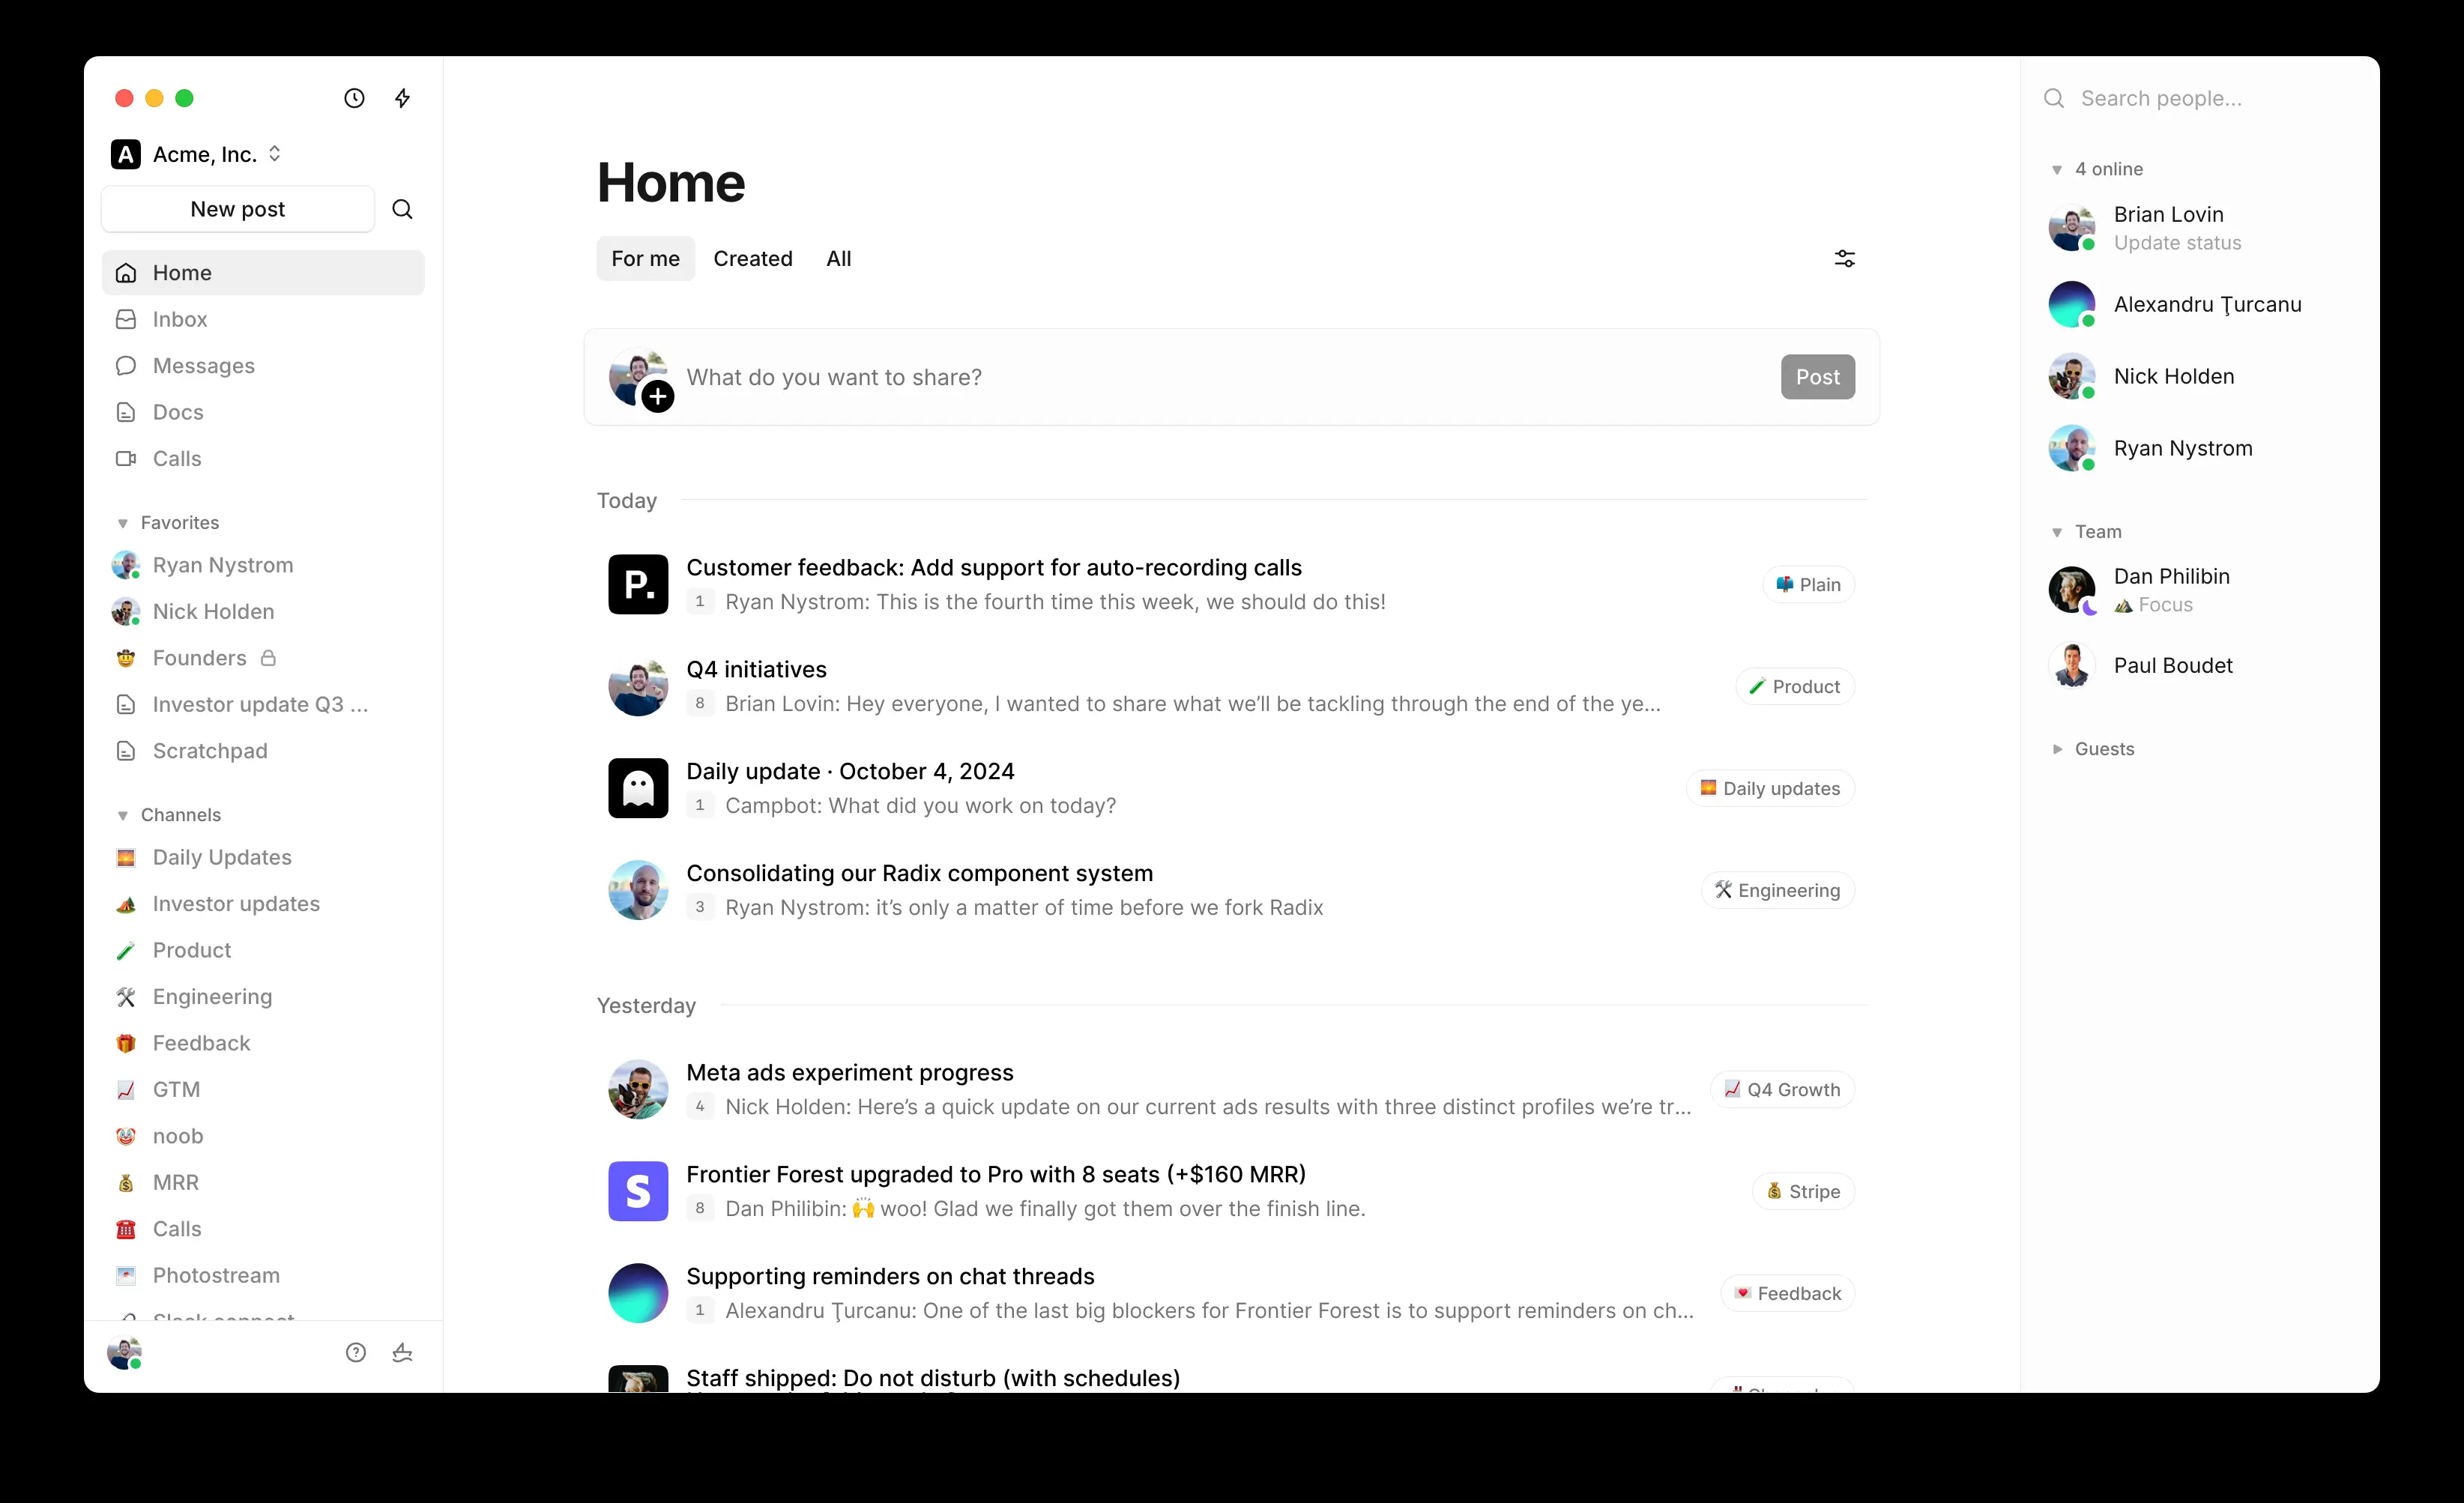 A Acme, Inc.
New post
Home
Inbox
Messages
Docs
Calls
Favorites
Ryan Nystrom
Nick Holden
Founders
Investor update Q3 ...
Scratchpad
Channels
Daily Updates
Investor updates
Product
Engineering
Feedback
GTM
noob
MRR
Calls
Photostream
Home
For me Created All
What do you want to share? Post
Today
P.
Customer feedback: Add support for auto-recording calls
1 Ryan Nystrom: This is the fourth time this week, we should do this!
Plain
Q4 initiatives
8 Brian Lovin: Hey everyone, I wanted to share what we’ll be tackling through the end of the ye...
Product
Daily update · October 4, 2024
1 Campbot: What did you work on today?
Daily updates
Consolidating our Radix component system
3 Ryan Nystrom: it’s only a matter of time before we fork Radix
Engineering
Yesterday
Meta ads experiment progress
4 Nick Holden: Here’s a quick update on our current ads results with three distinct profiles we’re tr...
Q4 Growth
S
Frontier Forest upgraded to Pro with 8 seats (+$160 MRR)
8 Dan Philibin: 🙌 woo! Glad we finally got them over the finish line.
Stripe
Supporting reminders on chat threads
1 Alexandru Ţurcanu: One of the last big blockers for Frontier Forest is to support reminders on ch...
Feedback
Staff shipped: Do not disturb (with schedules)
Search people...
4 online
Brian Lovin
Update status
Alexandru Ţurcanu
Nick Holden
Ryan Nystrom
Team
Dan Philibin
Focus
Paul Boudet
Guests